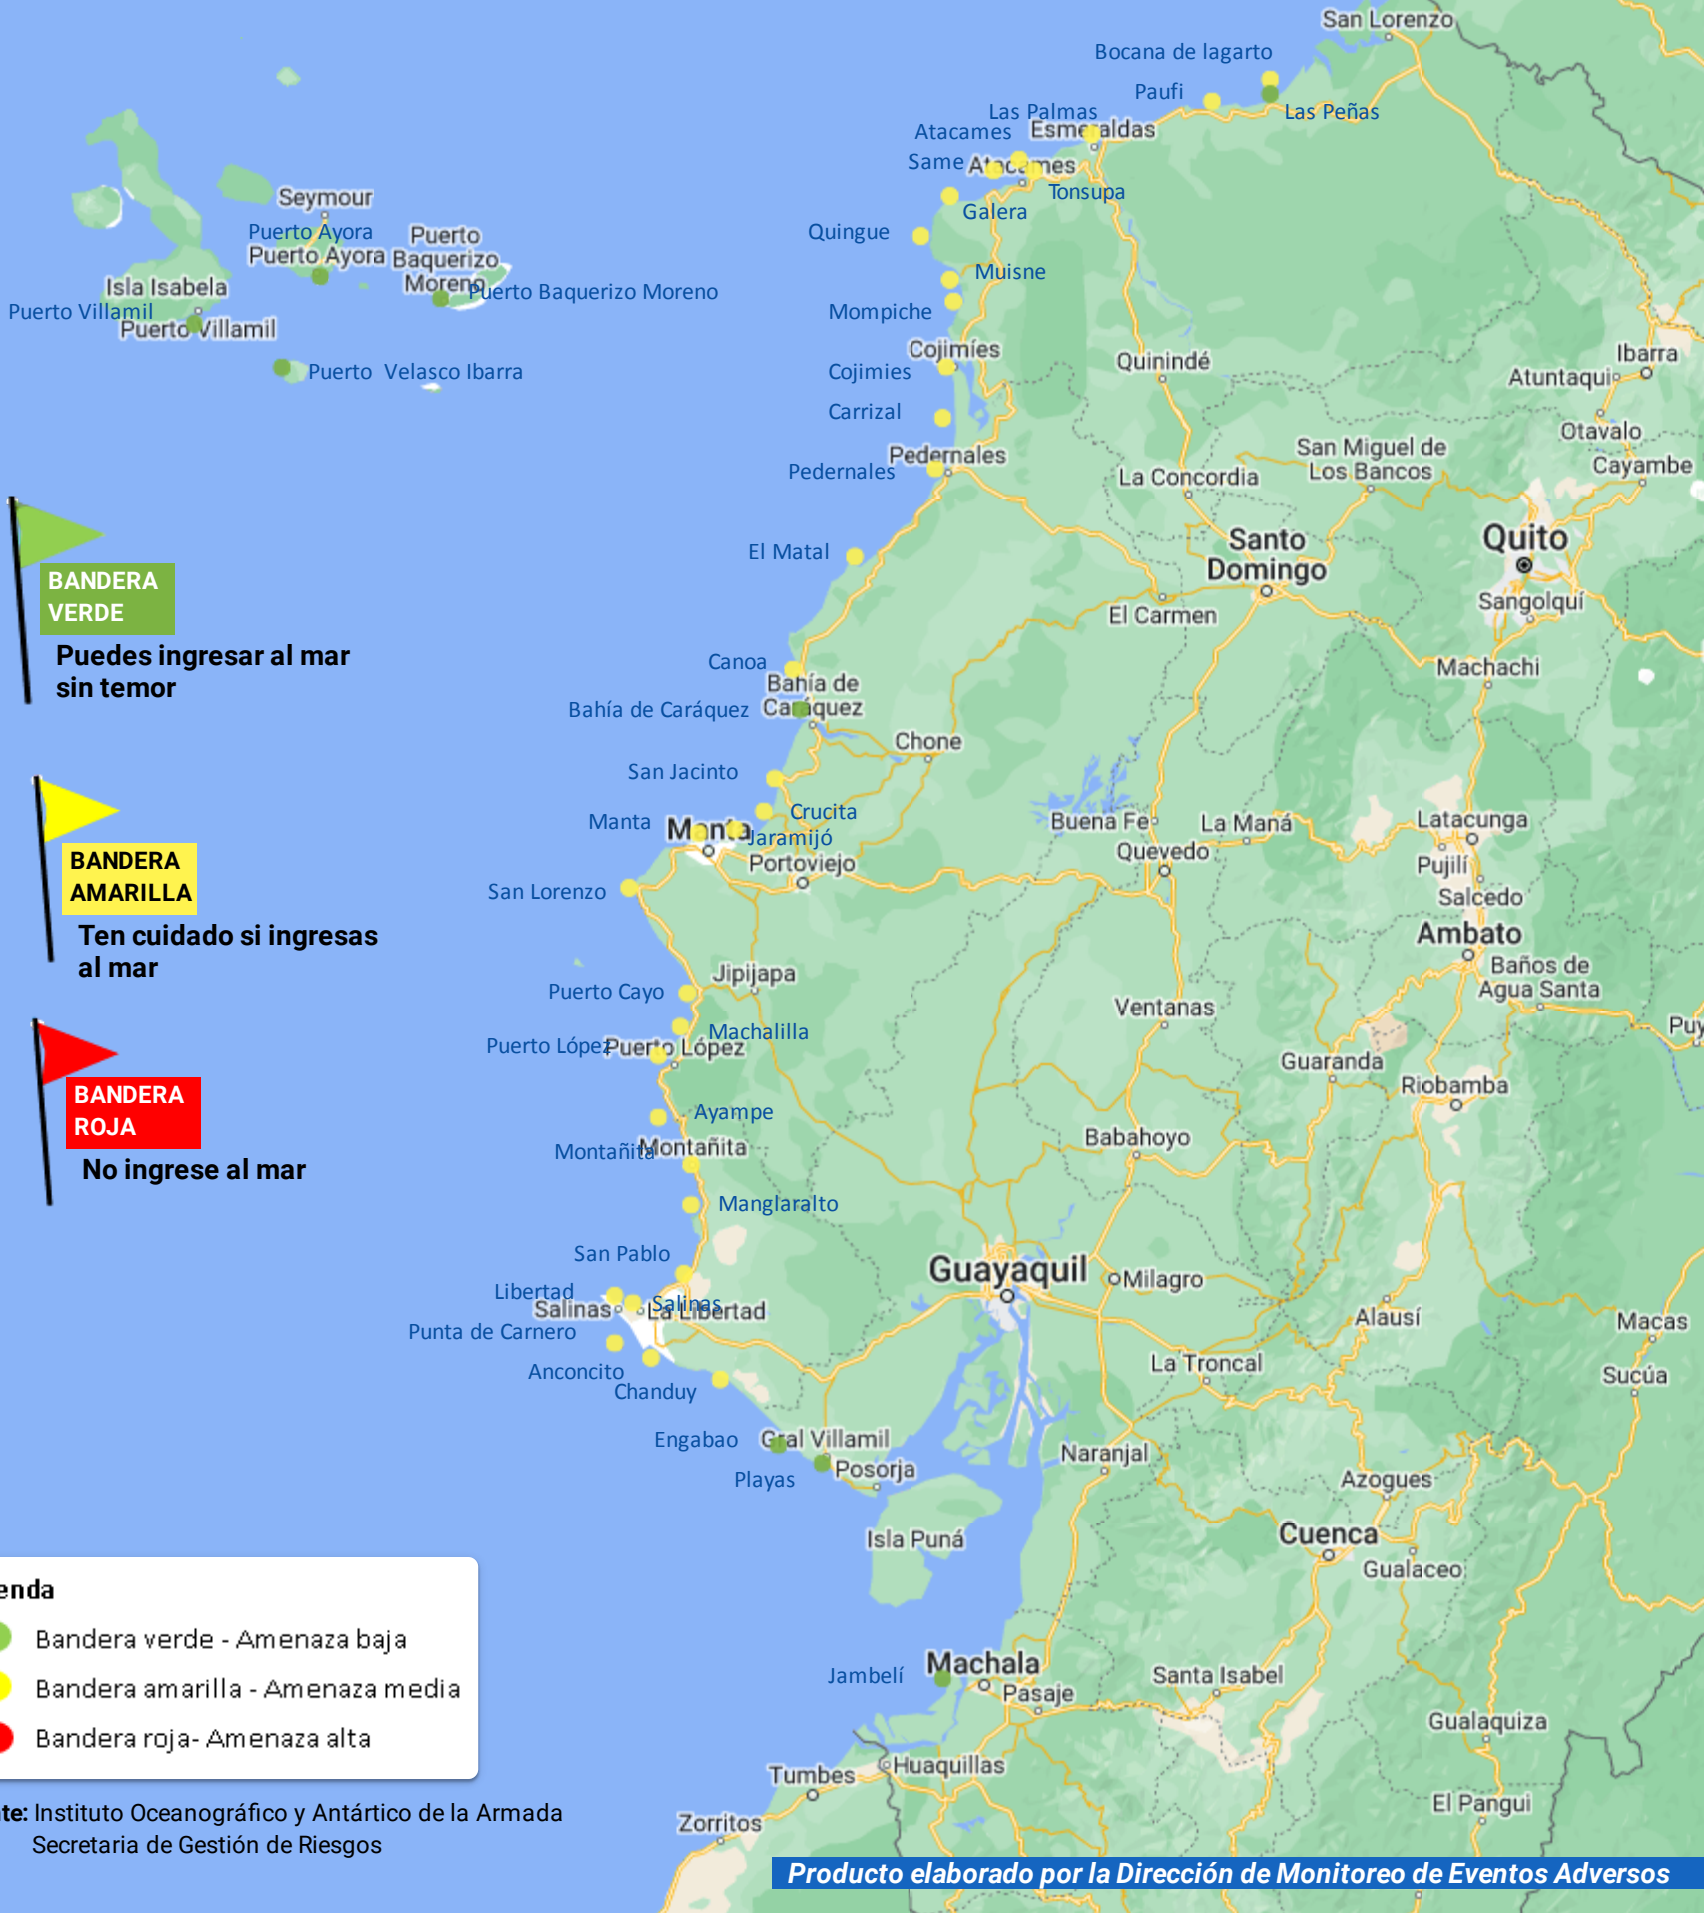 San Lorenzo
Bocana de lagarto
Paufi
Las Peñas
Las Palmas
Atacames
Esmeraldas
Same
Atacames
Tonsupa
Galera
Quingue
Muisne
Mompiche
Cojimíes
Cojimies
Carrizal
Pedernales
Pedernales
El Matal
Canoa
Bahía de
Caráquez
Bahía de Caráquez
San Jacinto
Crucita
Manta
Manta
Jaramijó
Portoviejo
San Lorenzo
Jipijapa
Puerto Cayo
Machalilla
Puerto López
Puerto López
Ayampe
Montañita
Montañita
Manglaralto
San Pablo
Libertad
Salinas
Salinas
La Libertad
Punta de Carnero
Anconcito
Chanduy
Engabao
Gral Villamil
Playas
Posorja
Isla Puná
Jambelí
Machala
Pasaje
Huaquillas
Tumbes
Zorritos
Seymour
Puerto Ayora
Puerto Ayora
Puerto
Baquerizo
Moreno
Puerto Baquerizo Moreno
Isla Isabela
Puerto Villamil
Puerto Villamil
Puerto Velasco Ibarra
Quinindé
Ibarra
Atuntaqui
Otavalo
Cayambe
San Miguel de
Los Bancos
La Concordia
Santo
Domingo
Quito
Sangolquí
El Carmen
Machachi
Chone
Buena Fe
La Maná
Latacunga
Quevedo
Pujilí
Salcedo
Ambato
Baños de
Agua Santa
Ventanas
Puy
Guaranda
Riobamba
Babahoyo
Guayaquil
Milagro
Alausí
Macas
La Troncal
Sucúa
Naranjal
Azogues
Cuenca
Gualaceo
Santa Isabel
Gualaquiza
El Pangui
BANDERA
VERDE
Puedes ingresar al mar
sin temor
BANDERA
AMARILLA
Ten cuidado si ingresas
al mar
BANDERA
ROJA
No ingrese al mar
enda
Bandera verde - Amenaza baja
Bandera amarilla - Amenaza media
Bandera roja- Amenaza alta
te: Instituto Oceanográfico y Antártico de la Armada
Secretaria de Gestión de Riesgos
Producto elaborado por la Dirección de Monitoreo de Eventos Adversos